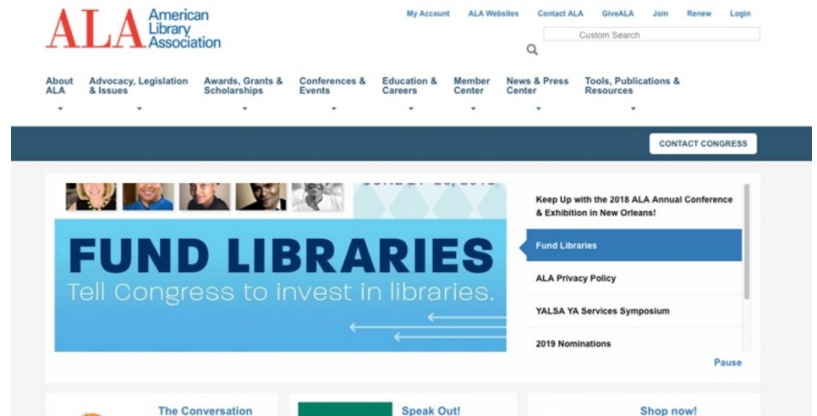 ALA American
Library
Association
My Account ALA Websites Contact ALA GiveALA Join Renew Login
Custom Search
About ALA
Advocacy, Legislation & Issues
Awards, Grants & Scholarships
Conferences & Events
Education & Careers
Member Center
News & Press Center
Tools, Publications & Resources
CONTACT CONGRESS
FUND LIBRARIES
Tell Congress to invest in libraries.
Keep Up with the 2018 ALA Annual Conference
& Exhibition in New Orleans!
Fund Libraries
ALA Privacy Policy
YALSA YA Services Symposium
2019 Nominations
Pause
The Conversation
Speak Out!
Shop now!